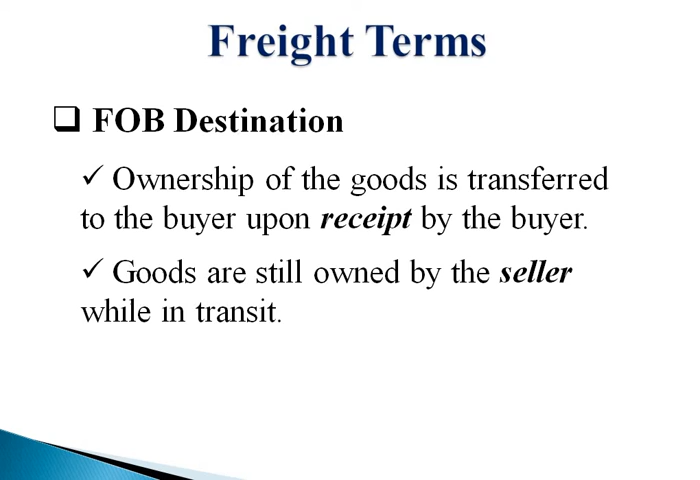 Freight Terms
FOB Destination
Ownership of the goods is transferred
to the buyer upon receipt by the buyer.
Goods are still owned by the seller
while in transit.